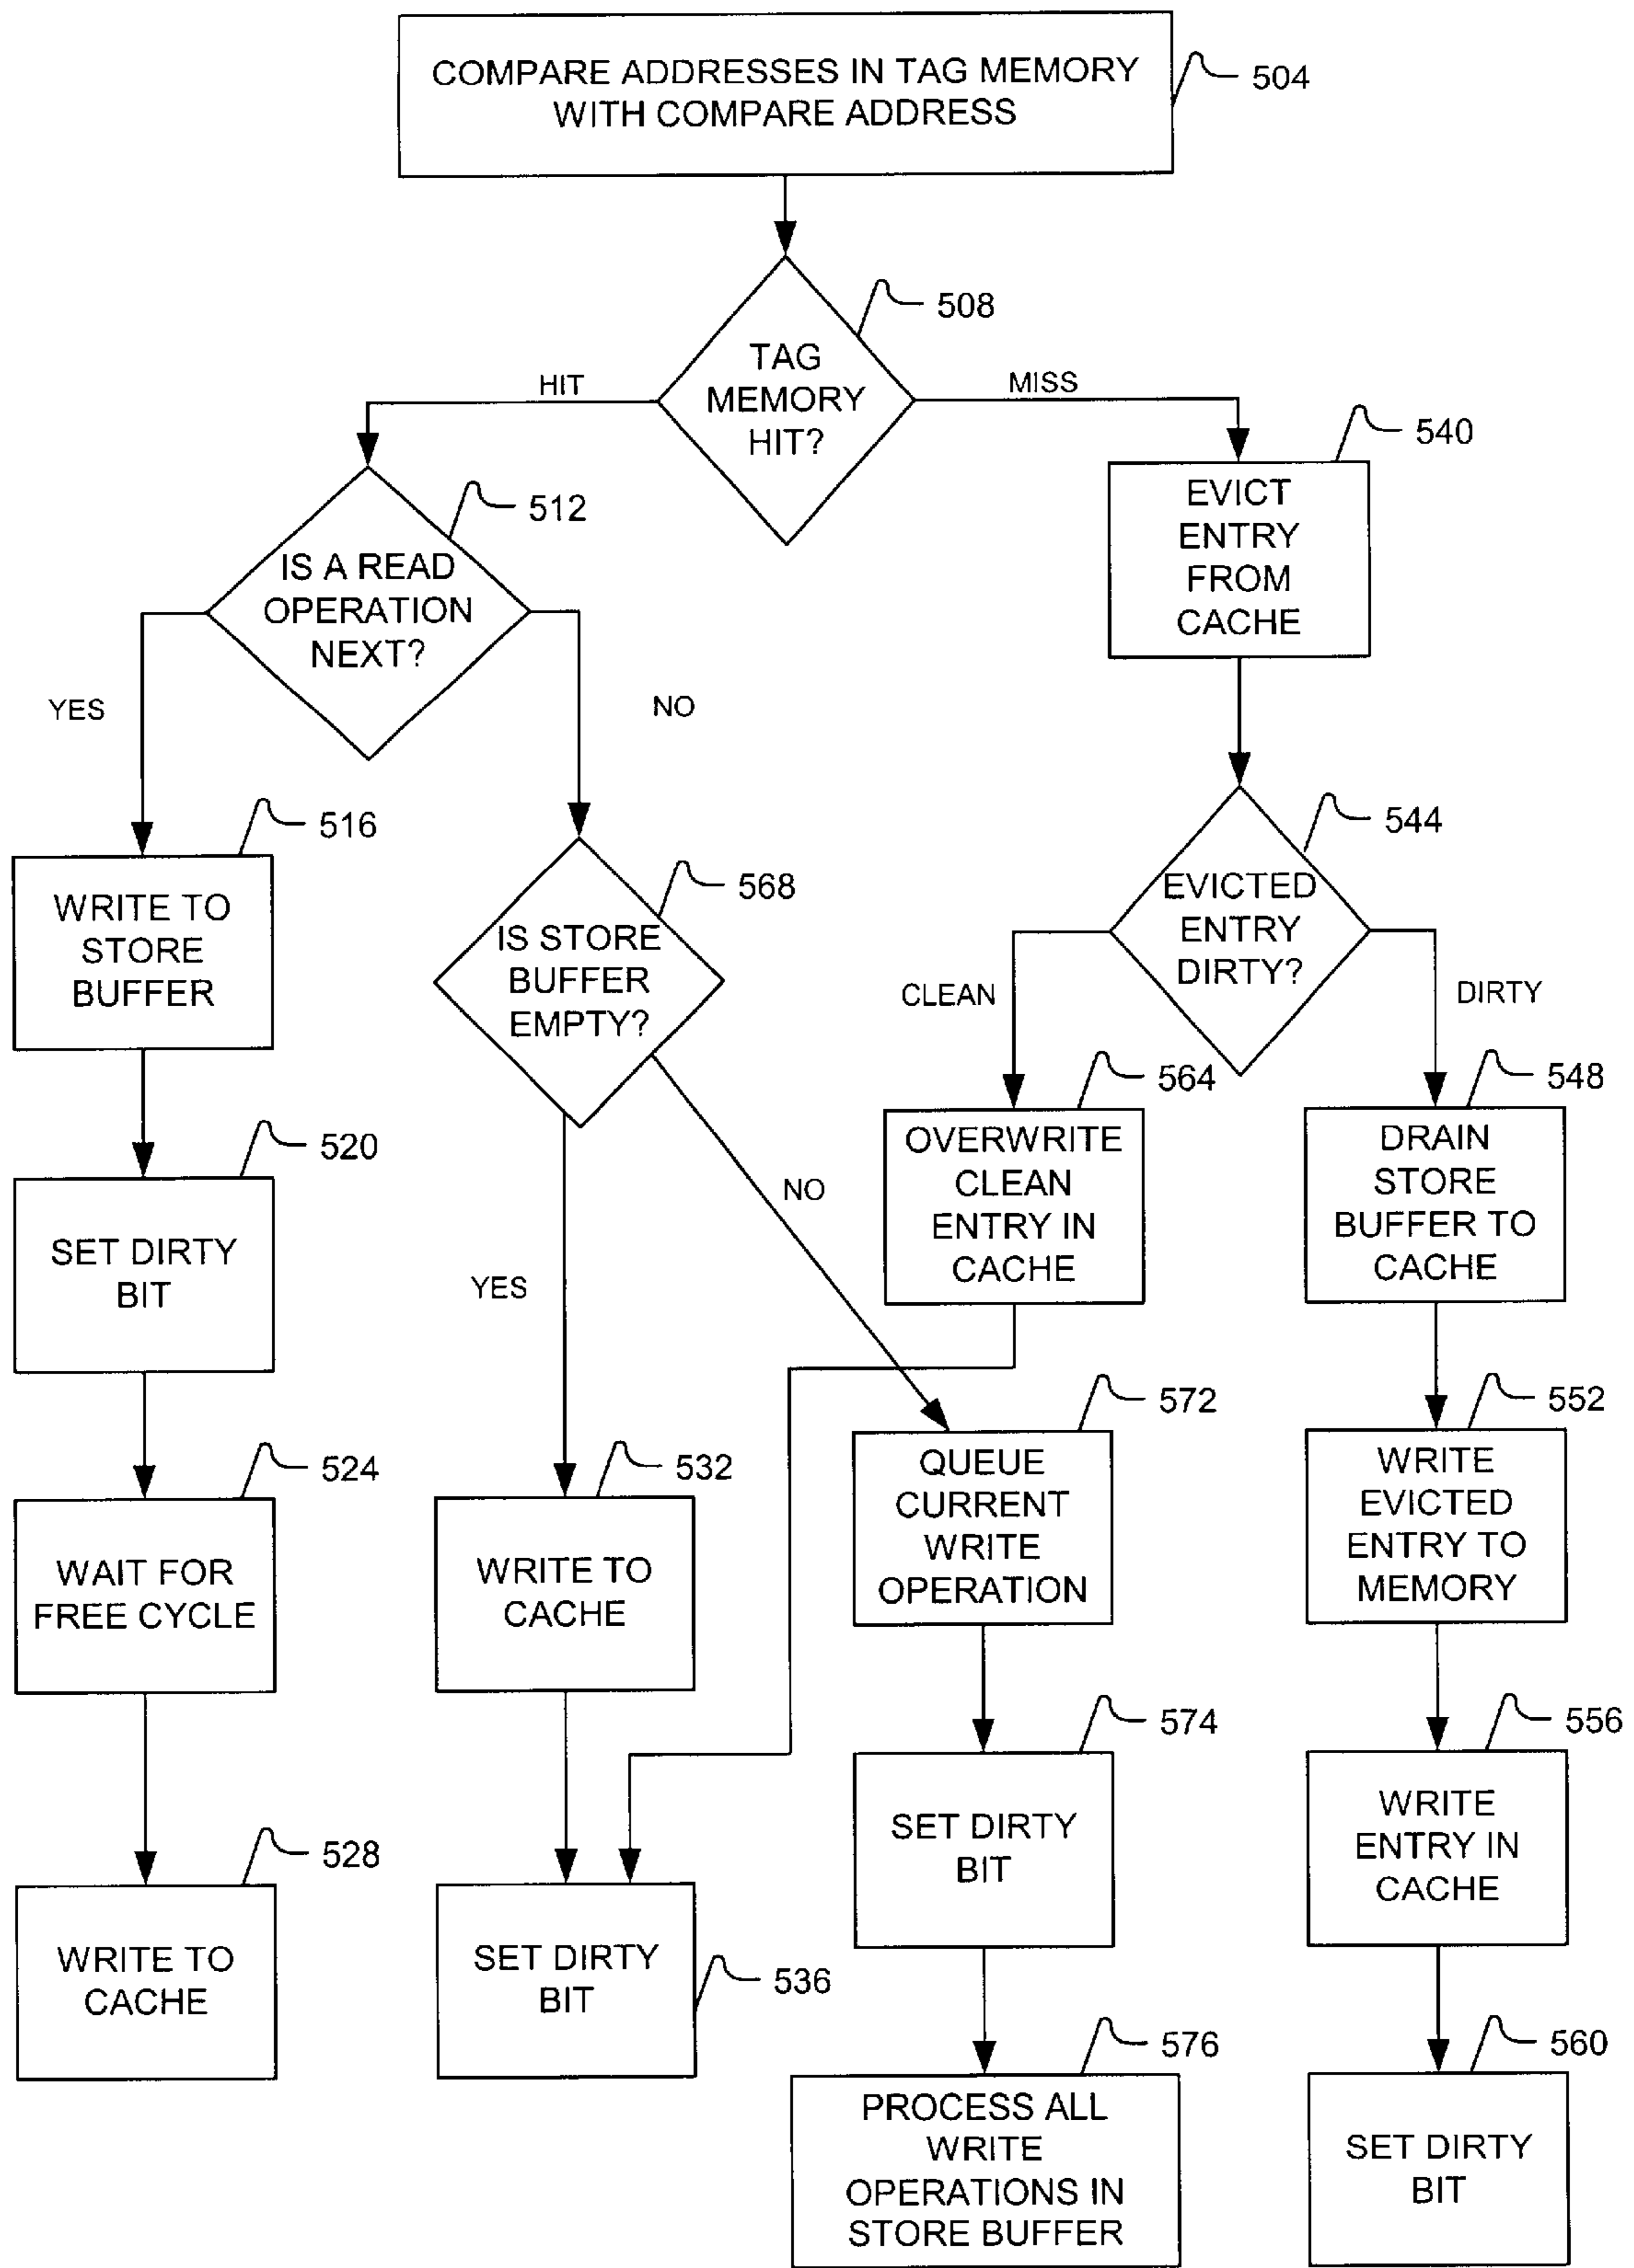 COMPARE ADDRESSES IN TAG MEMORY
WITH COMPARE ADDRESS
504
508
TAG
MEMORY
HIT?
HIT
MISS
540
EVICT
ENTRY
FROM
CACHE
512
IS A READ
OPERATION
NEXT?
YES
NO
516
WRITE TO
STORE
BUFFER
568
IS STORE
BUFFER
EMPTY?
544
EVICTED
ENTRY
DIRTY?
CLEAN
DIRTY
564
OVERWRITE
CLEAN
ENTRY IN
CACHE
548
DRAIN
STORE
BUFFER TO
CACHE
520
SET DIRTY
BIT
YES
NO
524
WAIT FOR
FREE CYCLE
532
WRITE TO
CACHE
572
QUEUE
CURRENT
WRITE
OPERATION
552
WRITE
EVICTED
ENTRY TO
MEMORY
528
WRITE TO
CACHE
SET DIRTY
BIT
536
574
SET DIRTY
BIT
556
WRITE
ENTRY IN
CACHE
576
PROCESS ALL
WRITE
OPERATIONS IN
STORE BUFFER
560
SET DIRTY
BIT